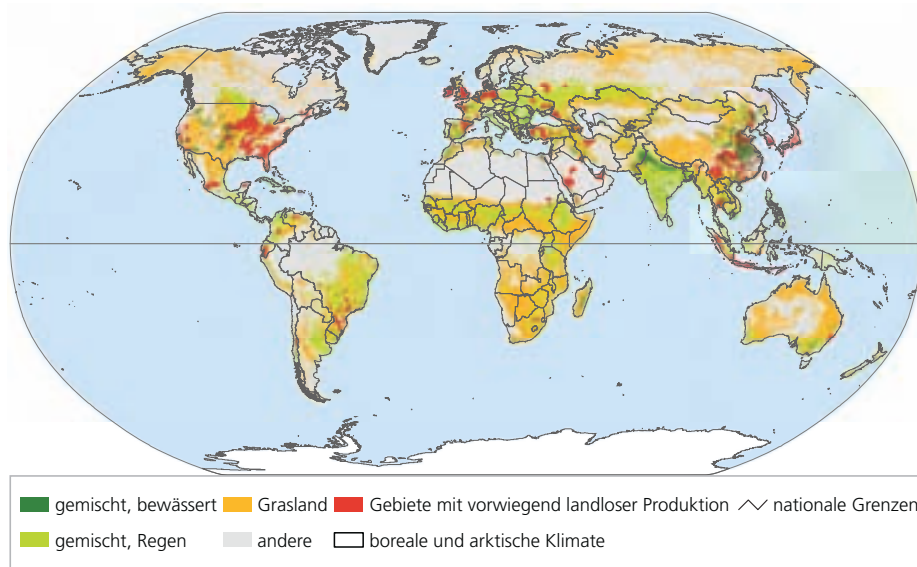 gemischt, bewässert Grasland Gebiete mit vorwiegend landloser Produktion nationale Grenzen
gemischt, Regen andere boreale und arktische Klimate